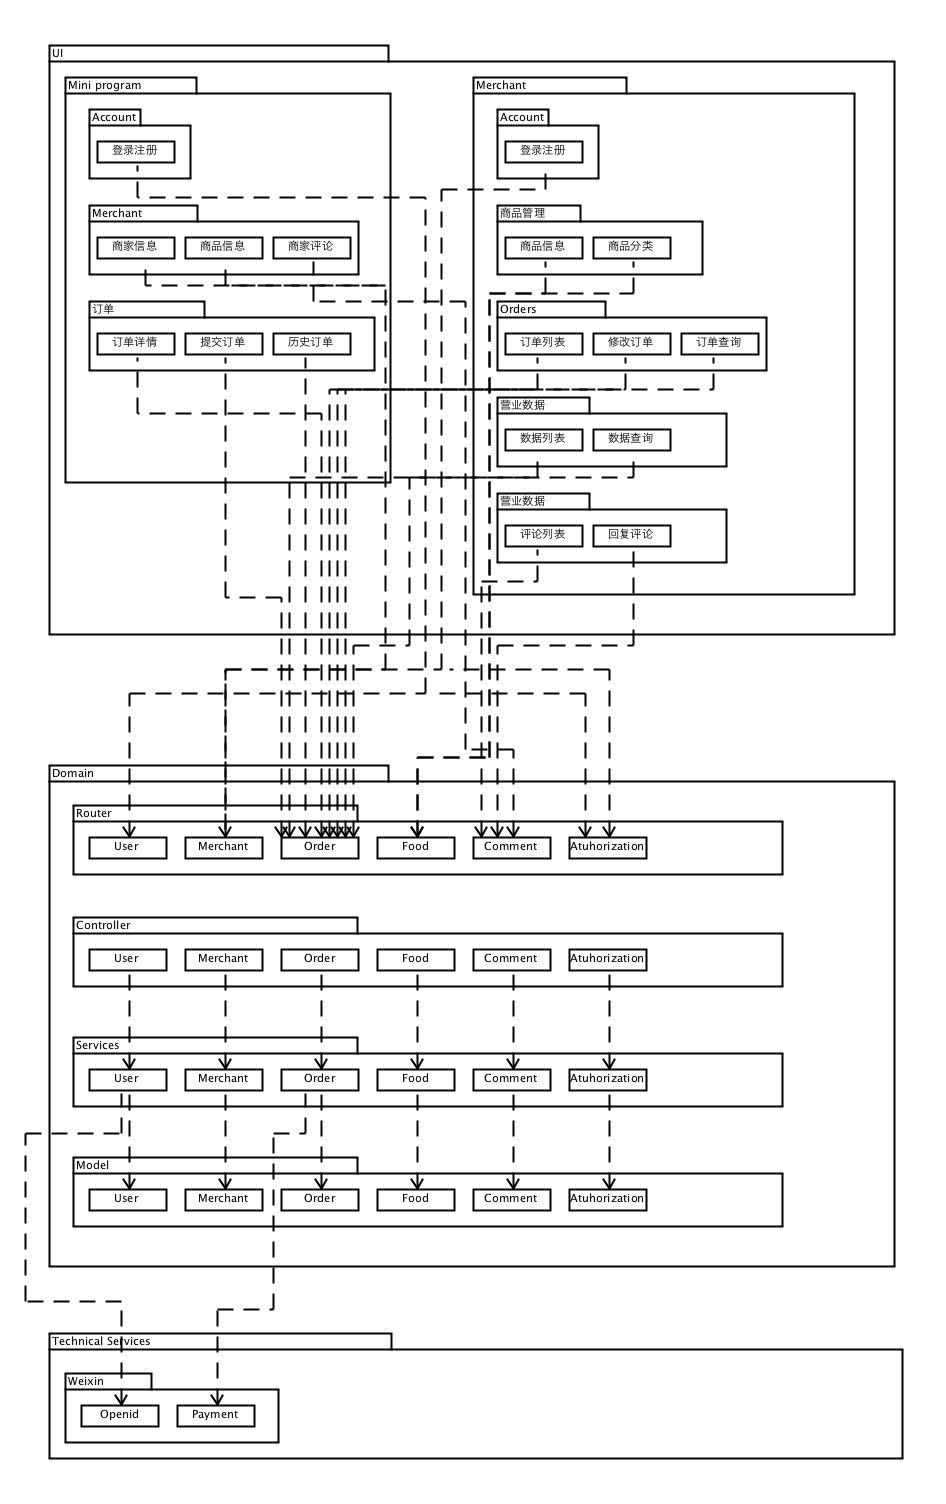 UI
Mini program
Account
登录注册
Merchant
商家信息 商品信息 商家评论
订单
订单详情 提交订单 历史订单
Merchant
Account
登录注册
商品管理
商品信息 商品分类
Orders
订单列表 修改订单 订单查询
营业数据
数据列表 数据查询
营业数据
评论列表 回复评论
Domain
Router
User Merchant Order Food Comment Atuhorization
Controller
User Merchant Order Food Comment Atuhorization
Services
User Merchant Order Food Comment Atuhorization
Model
User Merchant Order Food Comment Atuhorization
Technical Services
Weixin
Openid Payment